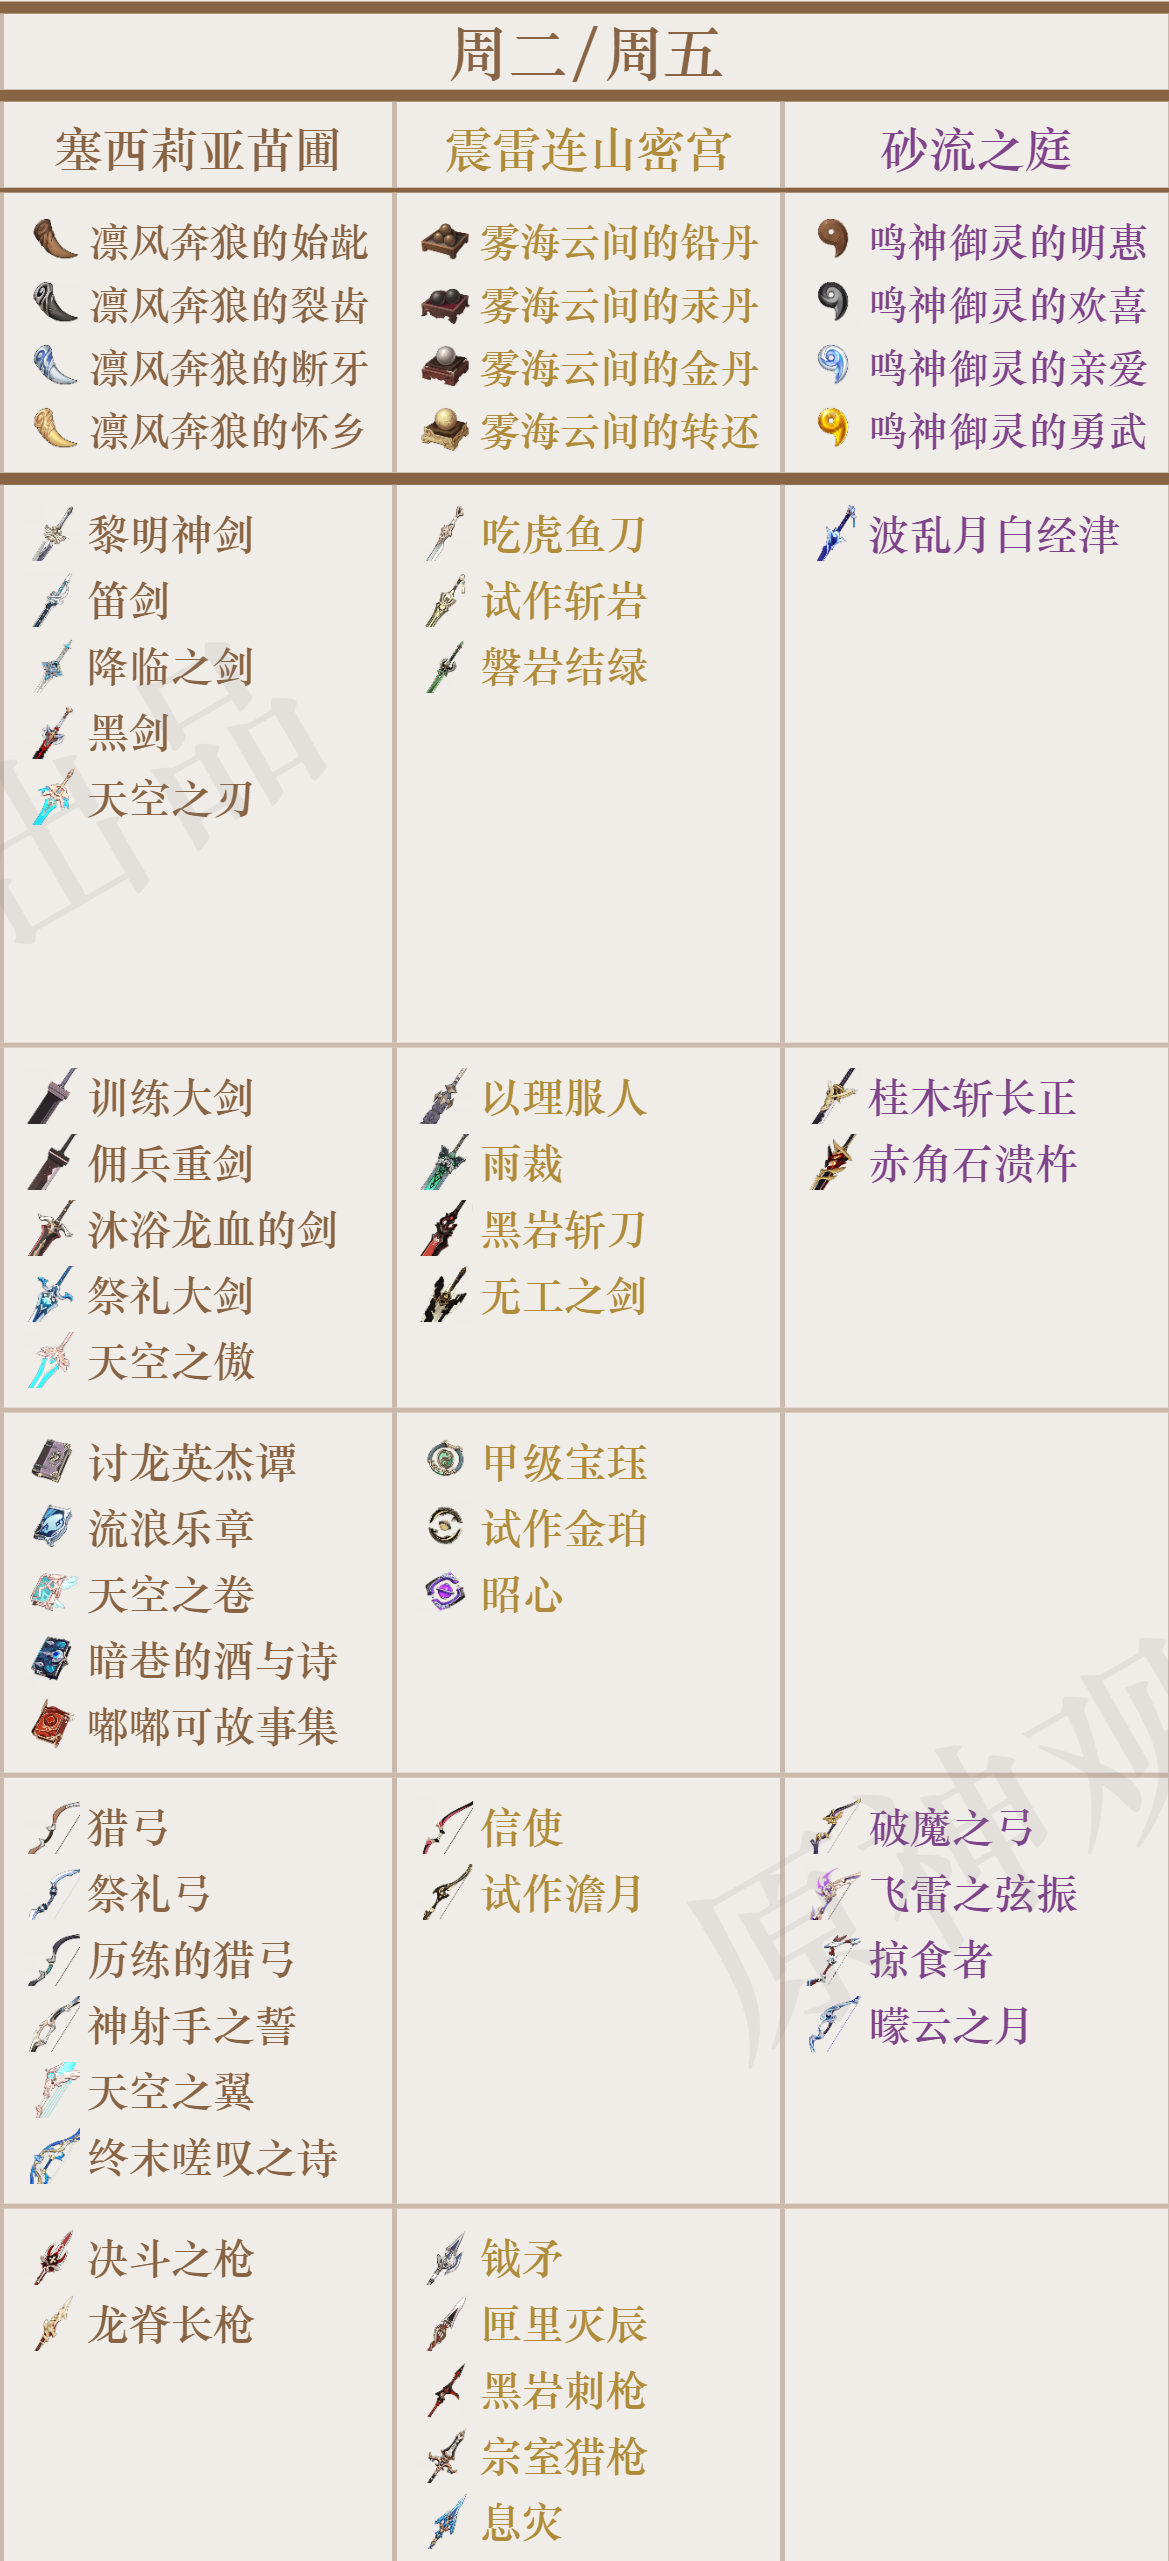 周二/周五
塞西莉亚苗圃 震雷连山密宫 砂流之庭
凛风奔狼的始龀 雾海云间的铅丹 鸣神御灵的明惠
凛风奔狼的裂齿 雾海云间的汞丹 鸣神御灵的欢喜
凛风奔狼的断牙 雾海云间的金丹 鸣神御灵的亲爱
凛风奔狼的怀乡 雾海云间的转还 鸣神御灵的勇武
黎明神剑 吃虎鱼刀 波乱月白经津
笛剑 试作斩岩
降临之剑 磐岩结绿
黑剑
天空之刃
出品
训练大剑 以理服人 桂木斩长正
佣兵重剑 雨裁 赤角石溃杵
沐浴龙血的剑 黑岩斩刀
祭礼大剑 无工之剑
天空之傲
讨龙英杰谭 甲级宝珏
流浪乐章 试作金珀
天空之卷 昭心
暗巷的酒与诗
嘟嘟可故事集
猎弓 信使 破魔之弓
祭礼弓 试作澹月 飞雷之弦振
历练的猎弓 掠食者
神射手之誓 曚云之月
天空之翼
终末嗟叹之诗
原神观
决斗之枪 钺矛
龙脊长枪 匣里灭辰
黑岩刺枪
宗室猎枪
息灾